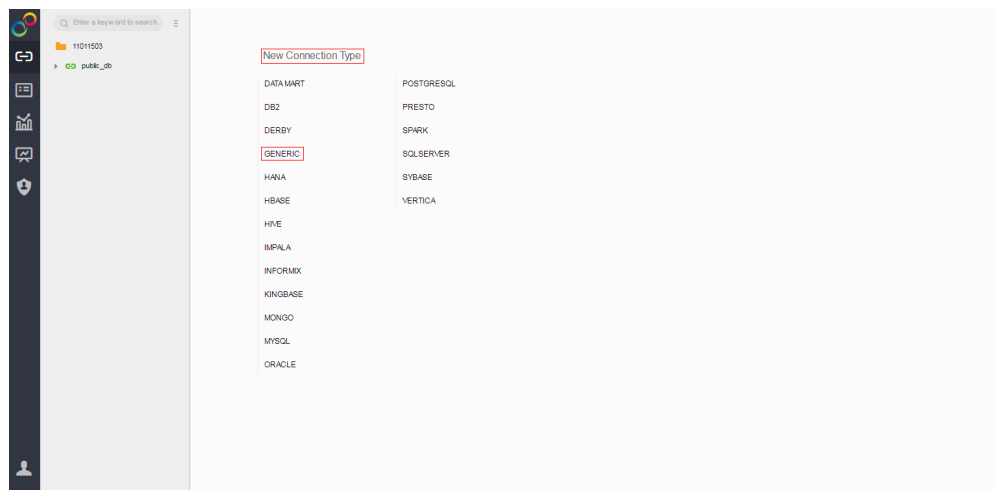 Enter a keyword to search.
11011503
public_db
New Connection Type
DATA MART
DB2
DERBY
GENERIC
HANA
HBASE
HIVE
IMPALA
INFORMIX
KINGBASE
MONGO
MYSQL
ORACLE
POSTGRESQL
PRESTO
SPARK
SQLSERVER
SYBASE
VERTICA